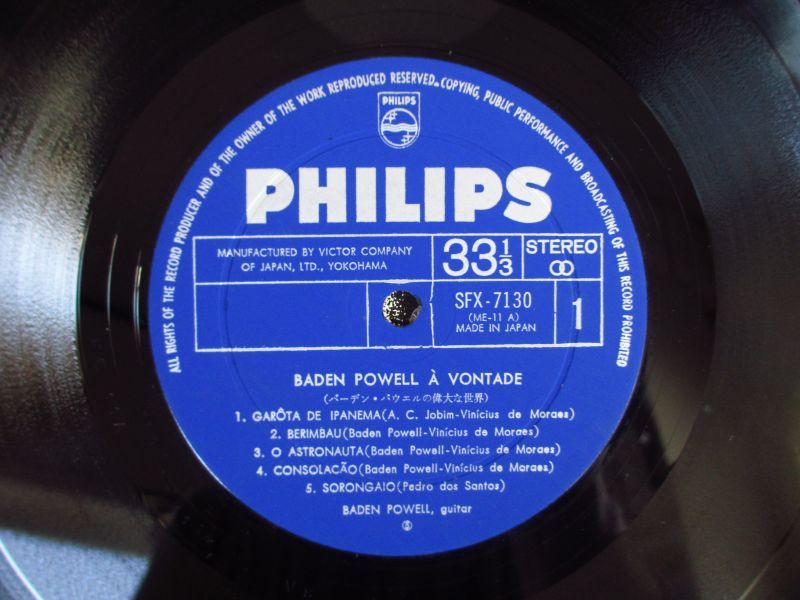 ALL RIGHTS OF THE RECORD PRODUCER AND OF THE OWNER OF THE WORK REPRODUCED RESERVED. COPYING, PUBLIC PERFORMANCE AND BROADCASTING OF THIS RECORD PROHIBITED
PHILIPS
PHILIPS
MANUFACTURED BY VICTOR COMPANY
OF JAPAN, LTD., YOKOHAMA
33⅓
STEREO
SFX-7130
(ME-11 A)
MADE IN JAPAN
1
BADEN POWELL À VONTADE
(バーデン・パウエルの偉大な世界)
1. GARÔTA DE IPANEMA(A. C. Jobim-Vinícius de Moraes)
2. BERIMBAU(Baden Powell-Vinícius de Moraes)
3. O ASTRONAUTA(Baden Powell-Vinícius de Moraes)
4. CONSOLACÃO(Baden Powell-Vinícius de Moraes)
5. SORONGAIO(Pedro dos Santos)
BADEN POWELL, guitar